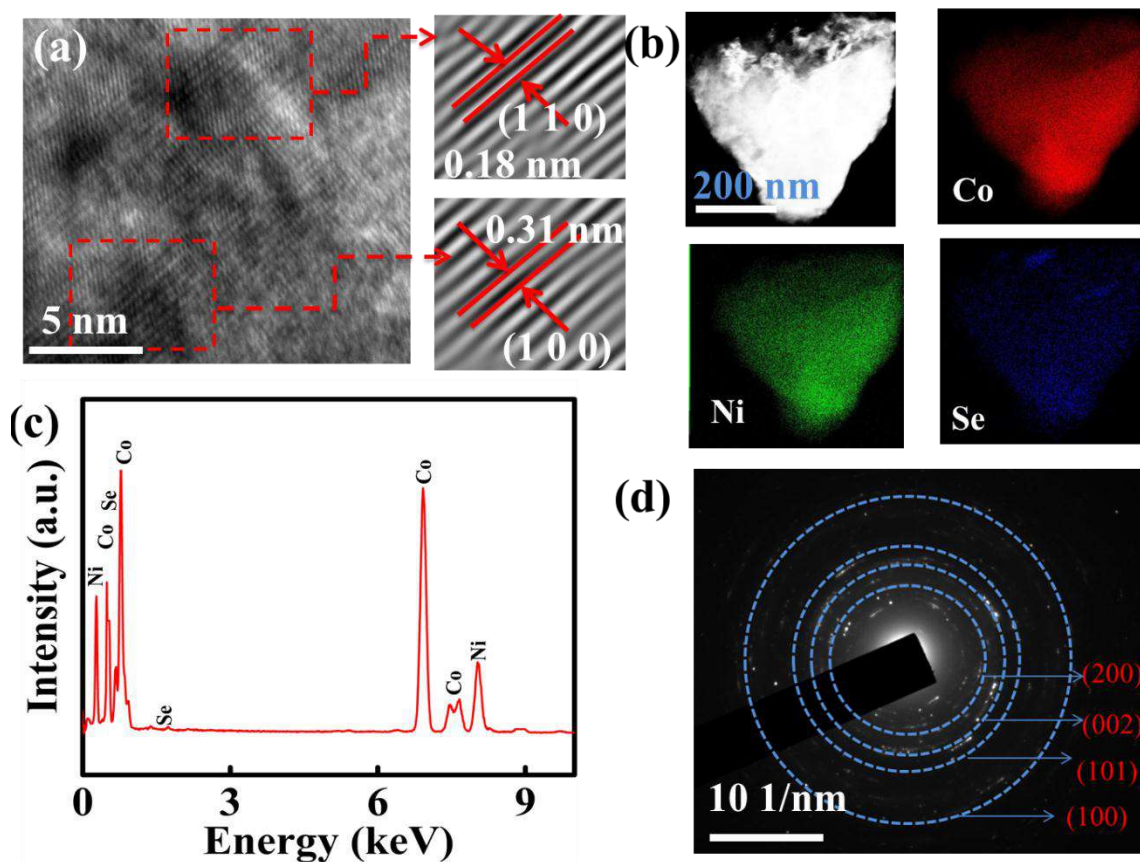 (a)
(1 1 0)
0.18 nm
0.31 nm
(1 0 0)
5 nm
(b)
200 nm
Co
Ni
Se
(c)
Intensity (a.u.)
Ni
Co
Se
Co
Se
Co
Co
Ni
0
3
6
9
Energy (keV)
(d)
(200)
(002)
(101)
(100)
10 1/nm